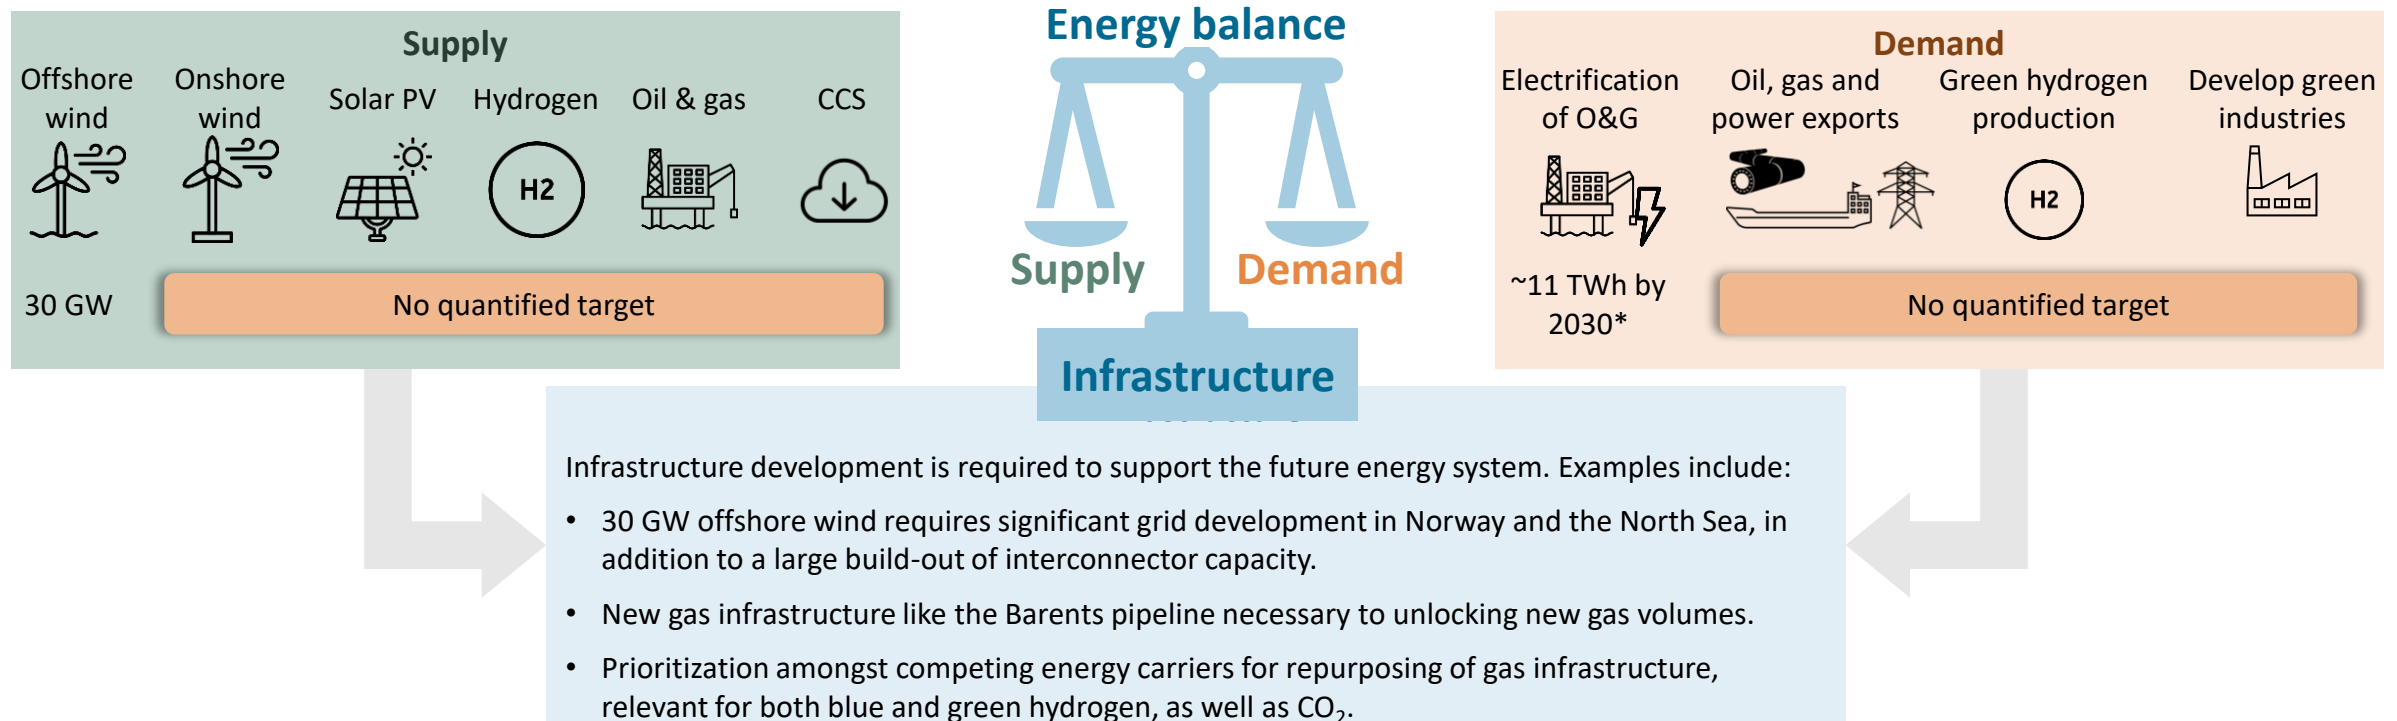 Supply
Offshore
wind
Onshore
wind
Solar PV
Hydrogen
Oil & gas
CCS
H2
30 GW
No quantified target
Energy balance
Supply
Demand
Infrastructure
Demand
Electrification
of O&G
Oil, gas and
power exports
Green hydrogen
production
Develop green
industries
H2
~11 TWh by
2030*
No quantified target
Infrastructure development is required to support the future energy system. Examples include:
• 30 GW offshore wind requires significant grid development in Norway and the North Sea, in
addition to a large build-out of interconnector capacity.
• New gas infrastructure like the Barents pipeline necessary to unlocking new gas volumes.
• Prioritization amongst competing energy carriers for repurposing of gas infrastructure,
relevant for both blue and green hydrogen, as well as CO₂.